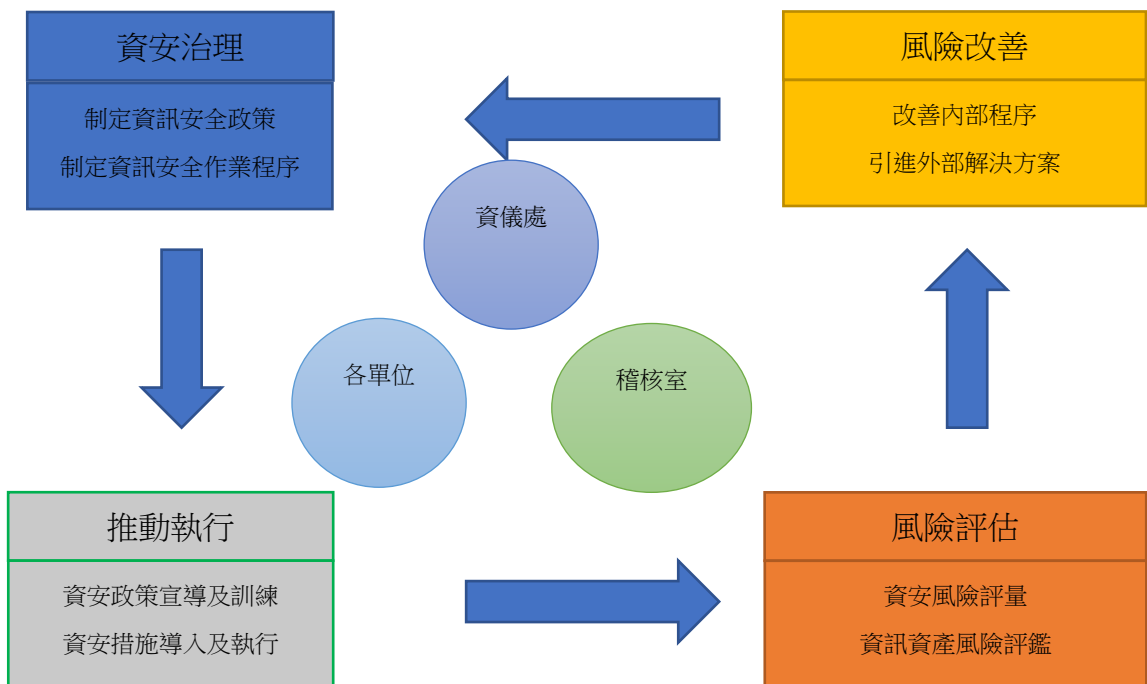 資安治理
制定資訊安全政策
制定資訊安全作業程序
風險改善
改善內部程序
引進外部解決方案
資儀處
各單位
稽核室
推動執行
資安政策宣導及訓練
資安措施導入及執行
風險評估
資安風險評量
資訊資產風險評鑑